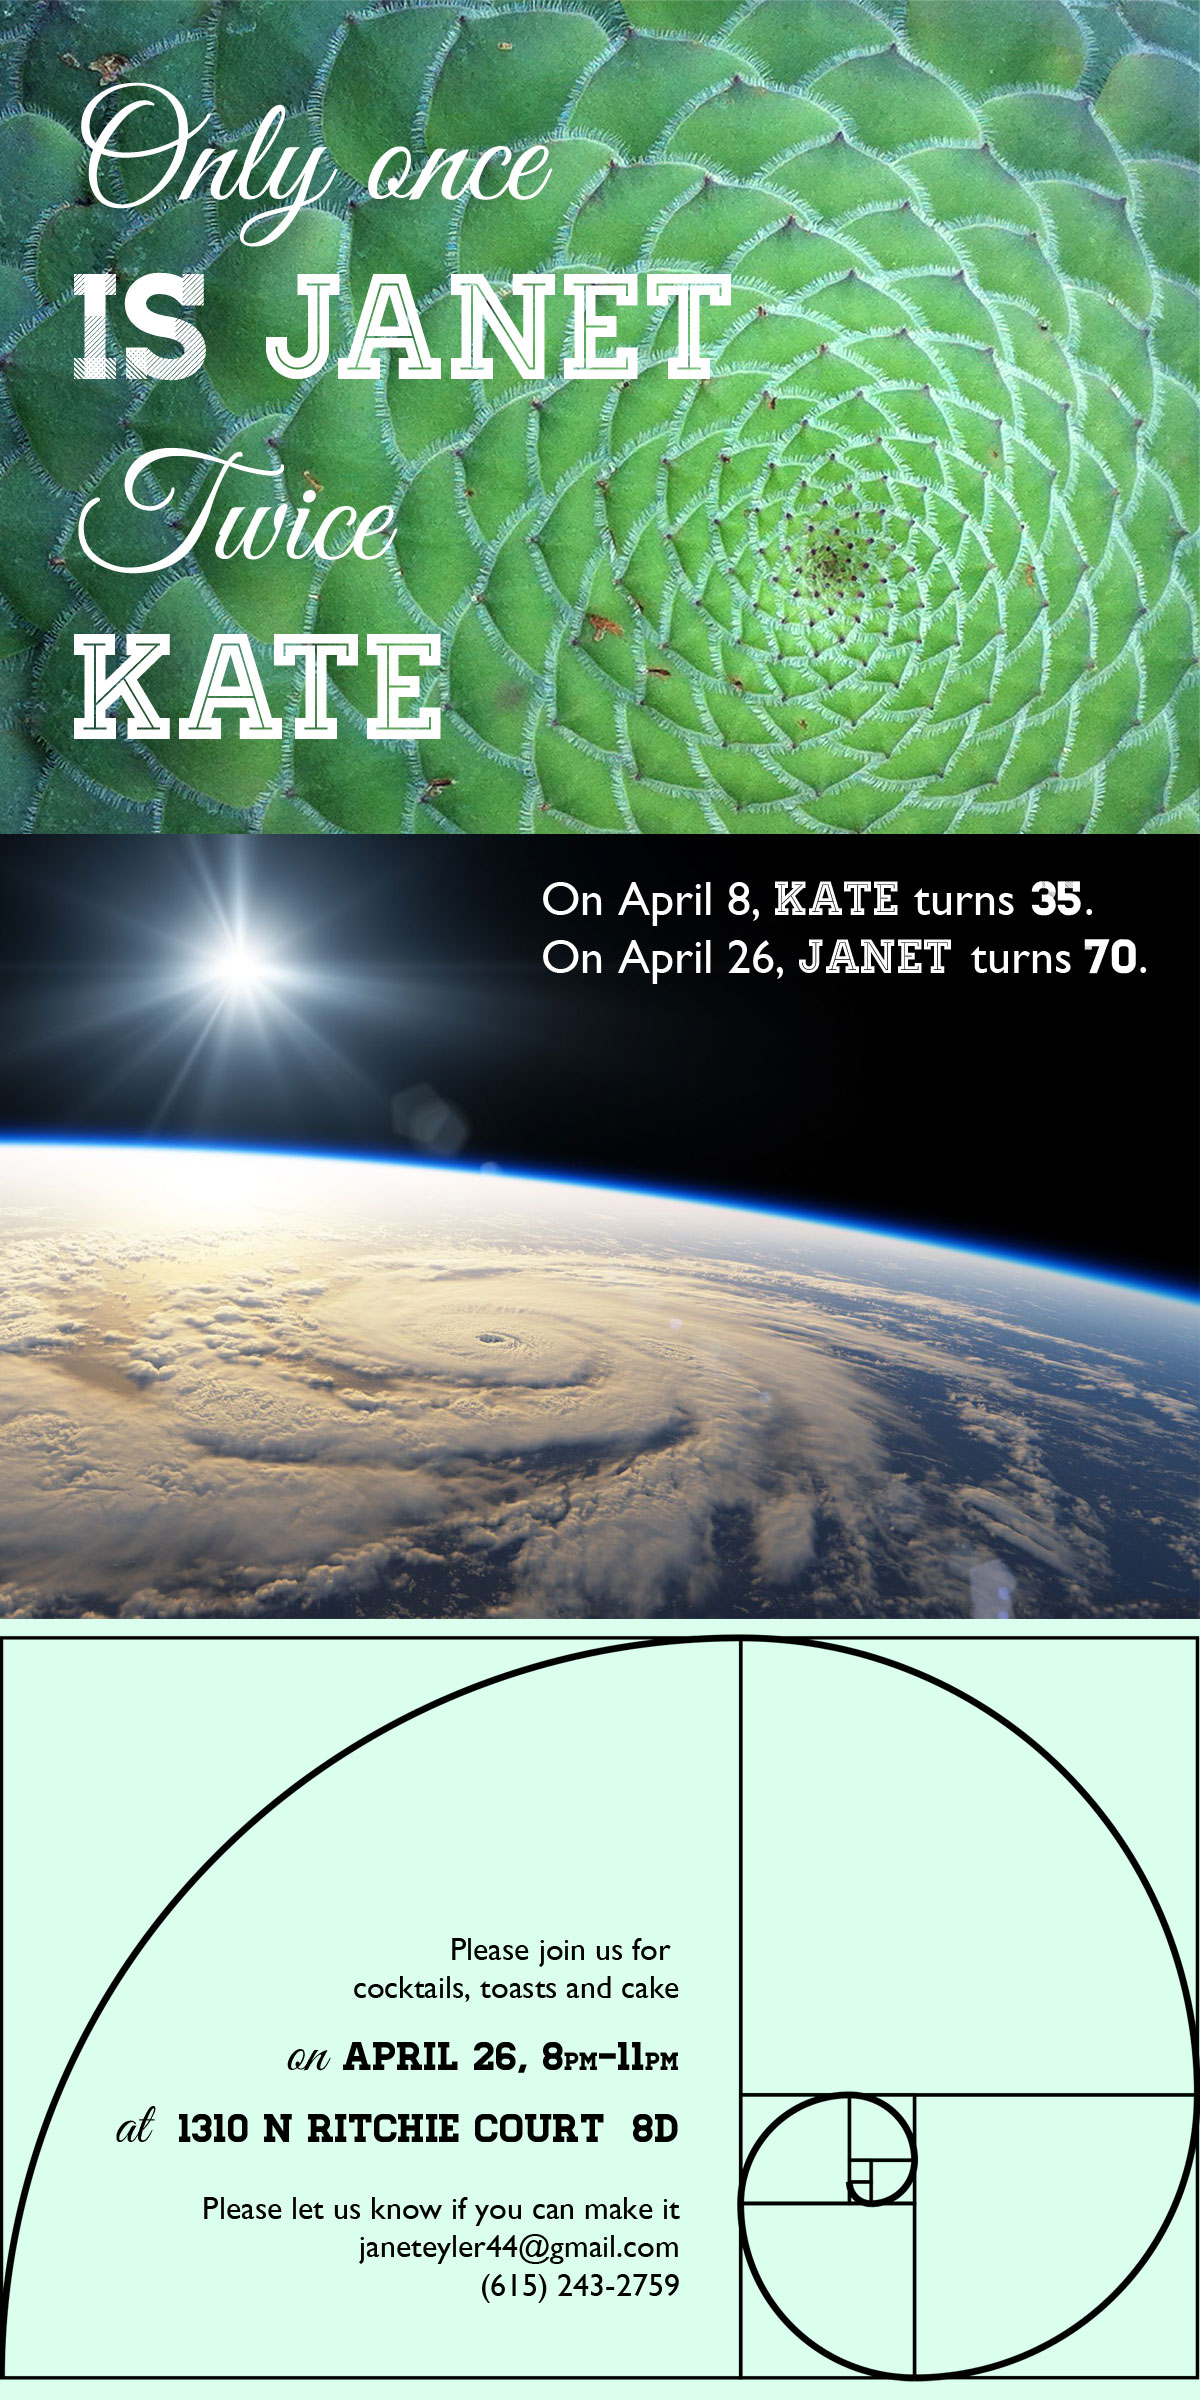 Only once
IS JANET
Twice
KATE
On April 8, KATE turns 35.
On April 26, JANET turns 70.
Please join us for
cocktails, toasts and cake
on APRIL 26, 8PM-11PM
at 1310 N RITCHIE COURT 8D
Please let us know if you can make it
janeteyler44@gmail.com
(615) 243-2759